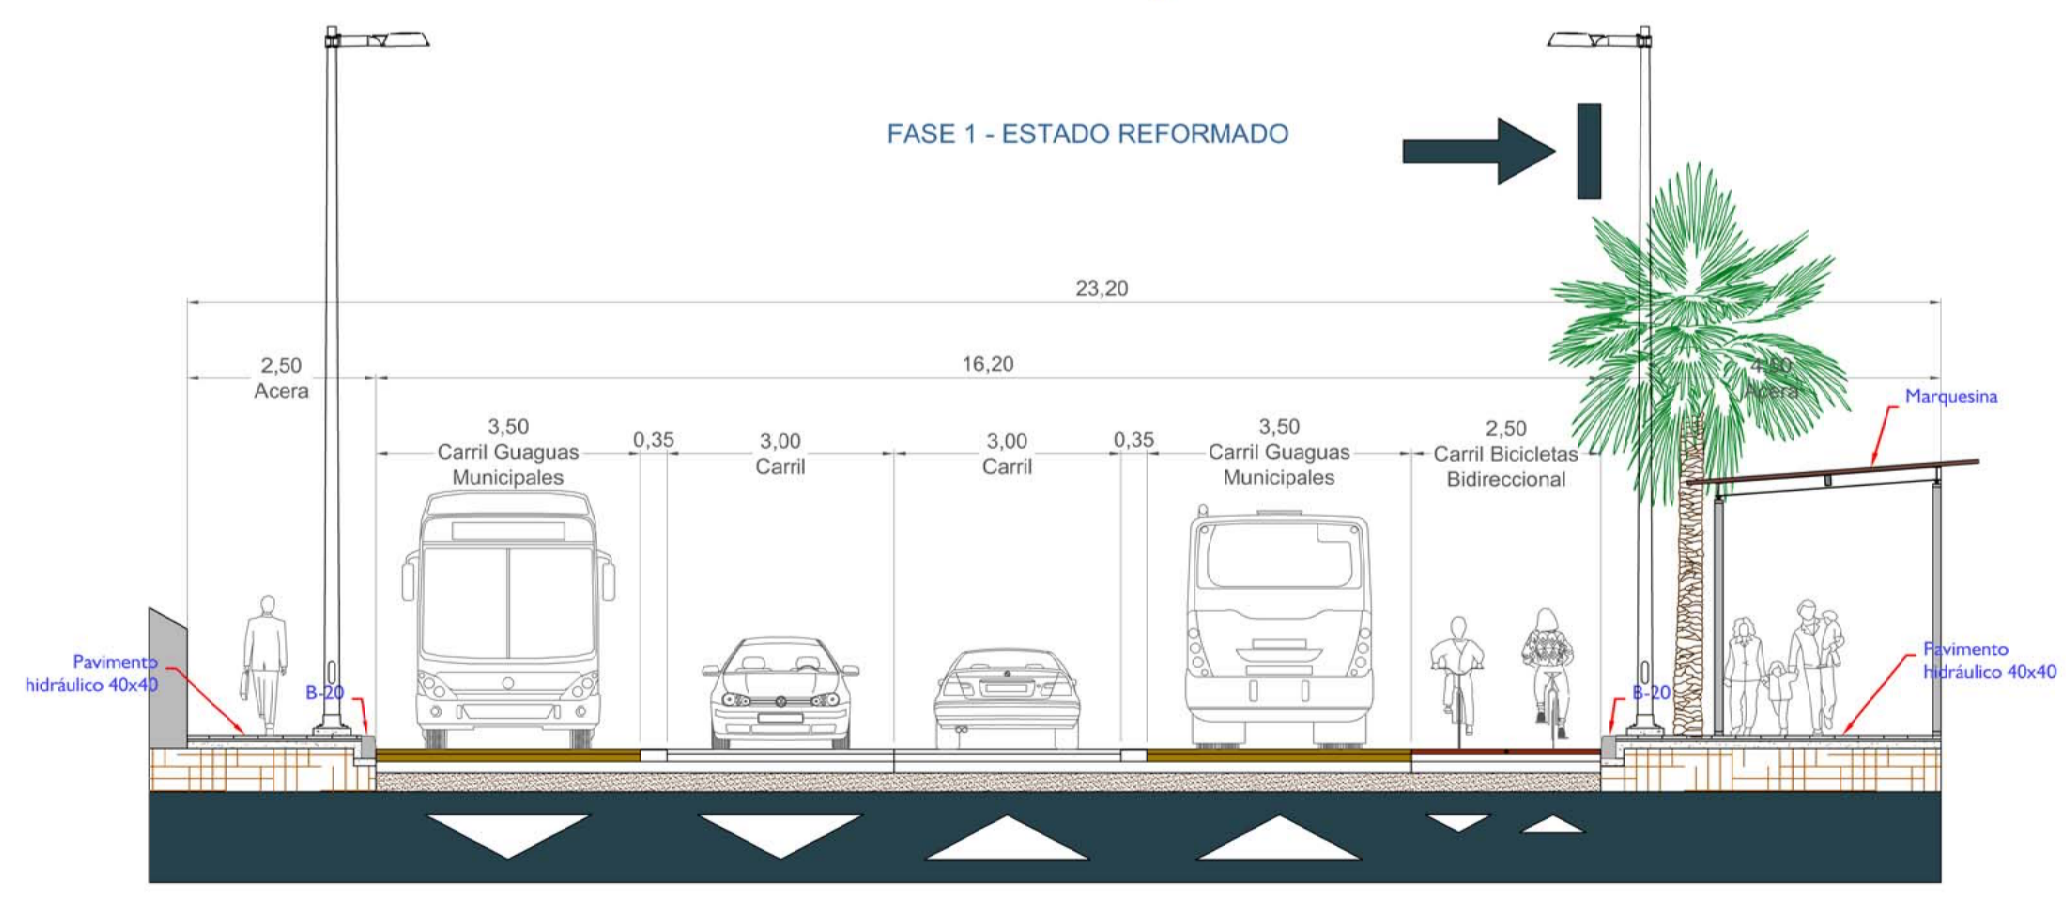 FASE 1 - ESTADO REFORMADO
23,20
2,50
Acera
16,20
4,50
Acera
Marquesina
3,50
Carril Guaguas
Municipales
0,35
3,00
Carril
3,00
Carril
0,35
3,50
Carril Guaguas
Municipales
2,50
Carril Bicicletas
Bidireccional
Pavimento
hidráulico 40x40
B-20
B-20
Pavimento
hidráulico 40x40